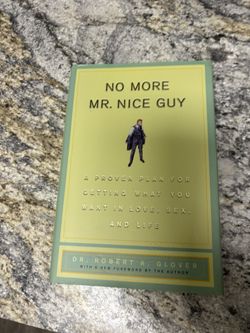 NO MORE
MR. NICE GUY
A PROVEN PLAN FOR
GETTING WHAT YOU
WANT IN LOVE, SEX,
AND LIFE
DR. ROBERT A. GLOVER
WITH A NEW FOREWORD BY THE AUTHOR